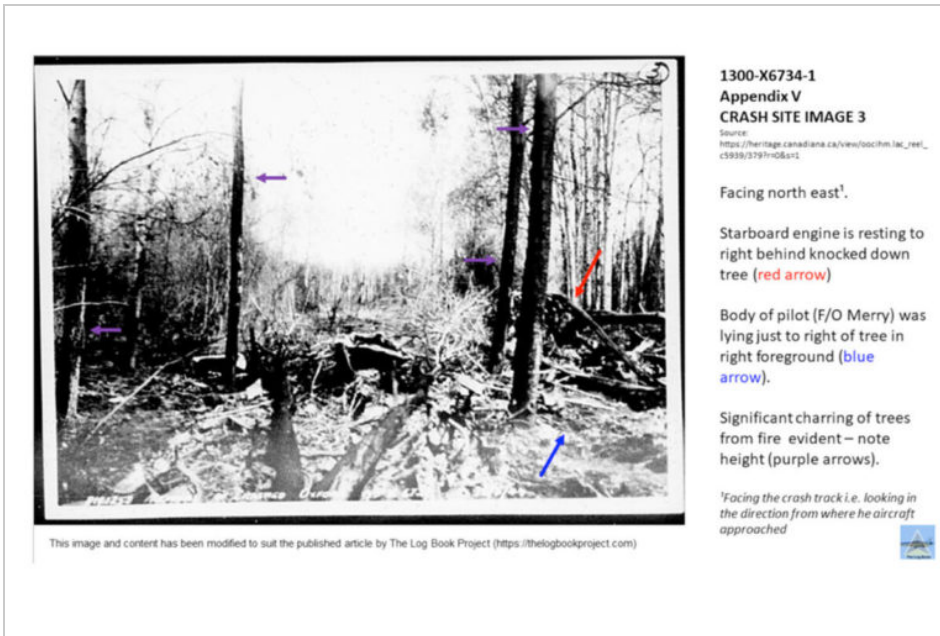 3
1300-X6734-1
Appendix V
CRASH SITE IMAGE 3
Source:
https://heritage.canadiana.ca/view/oocihm.lac_reel_
c5939/379?r=0&s=1
Facing north east¹.
Starboard engine is resting to
right behind knocked down
tree (red arrow)
Body of pilot (F/O Merry) was
lying just to right of tree in
right foreground (blue
arrow).
Significant charring of trees
from fire evident – note
height (purple arrows).
¹Facing the crash track i.e. looking in
the direction from where he aircraft
approached
This image and content has been modified to suit the published article by The Log Book Project (https://thelogbookproject.com)